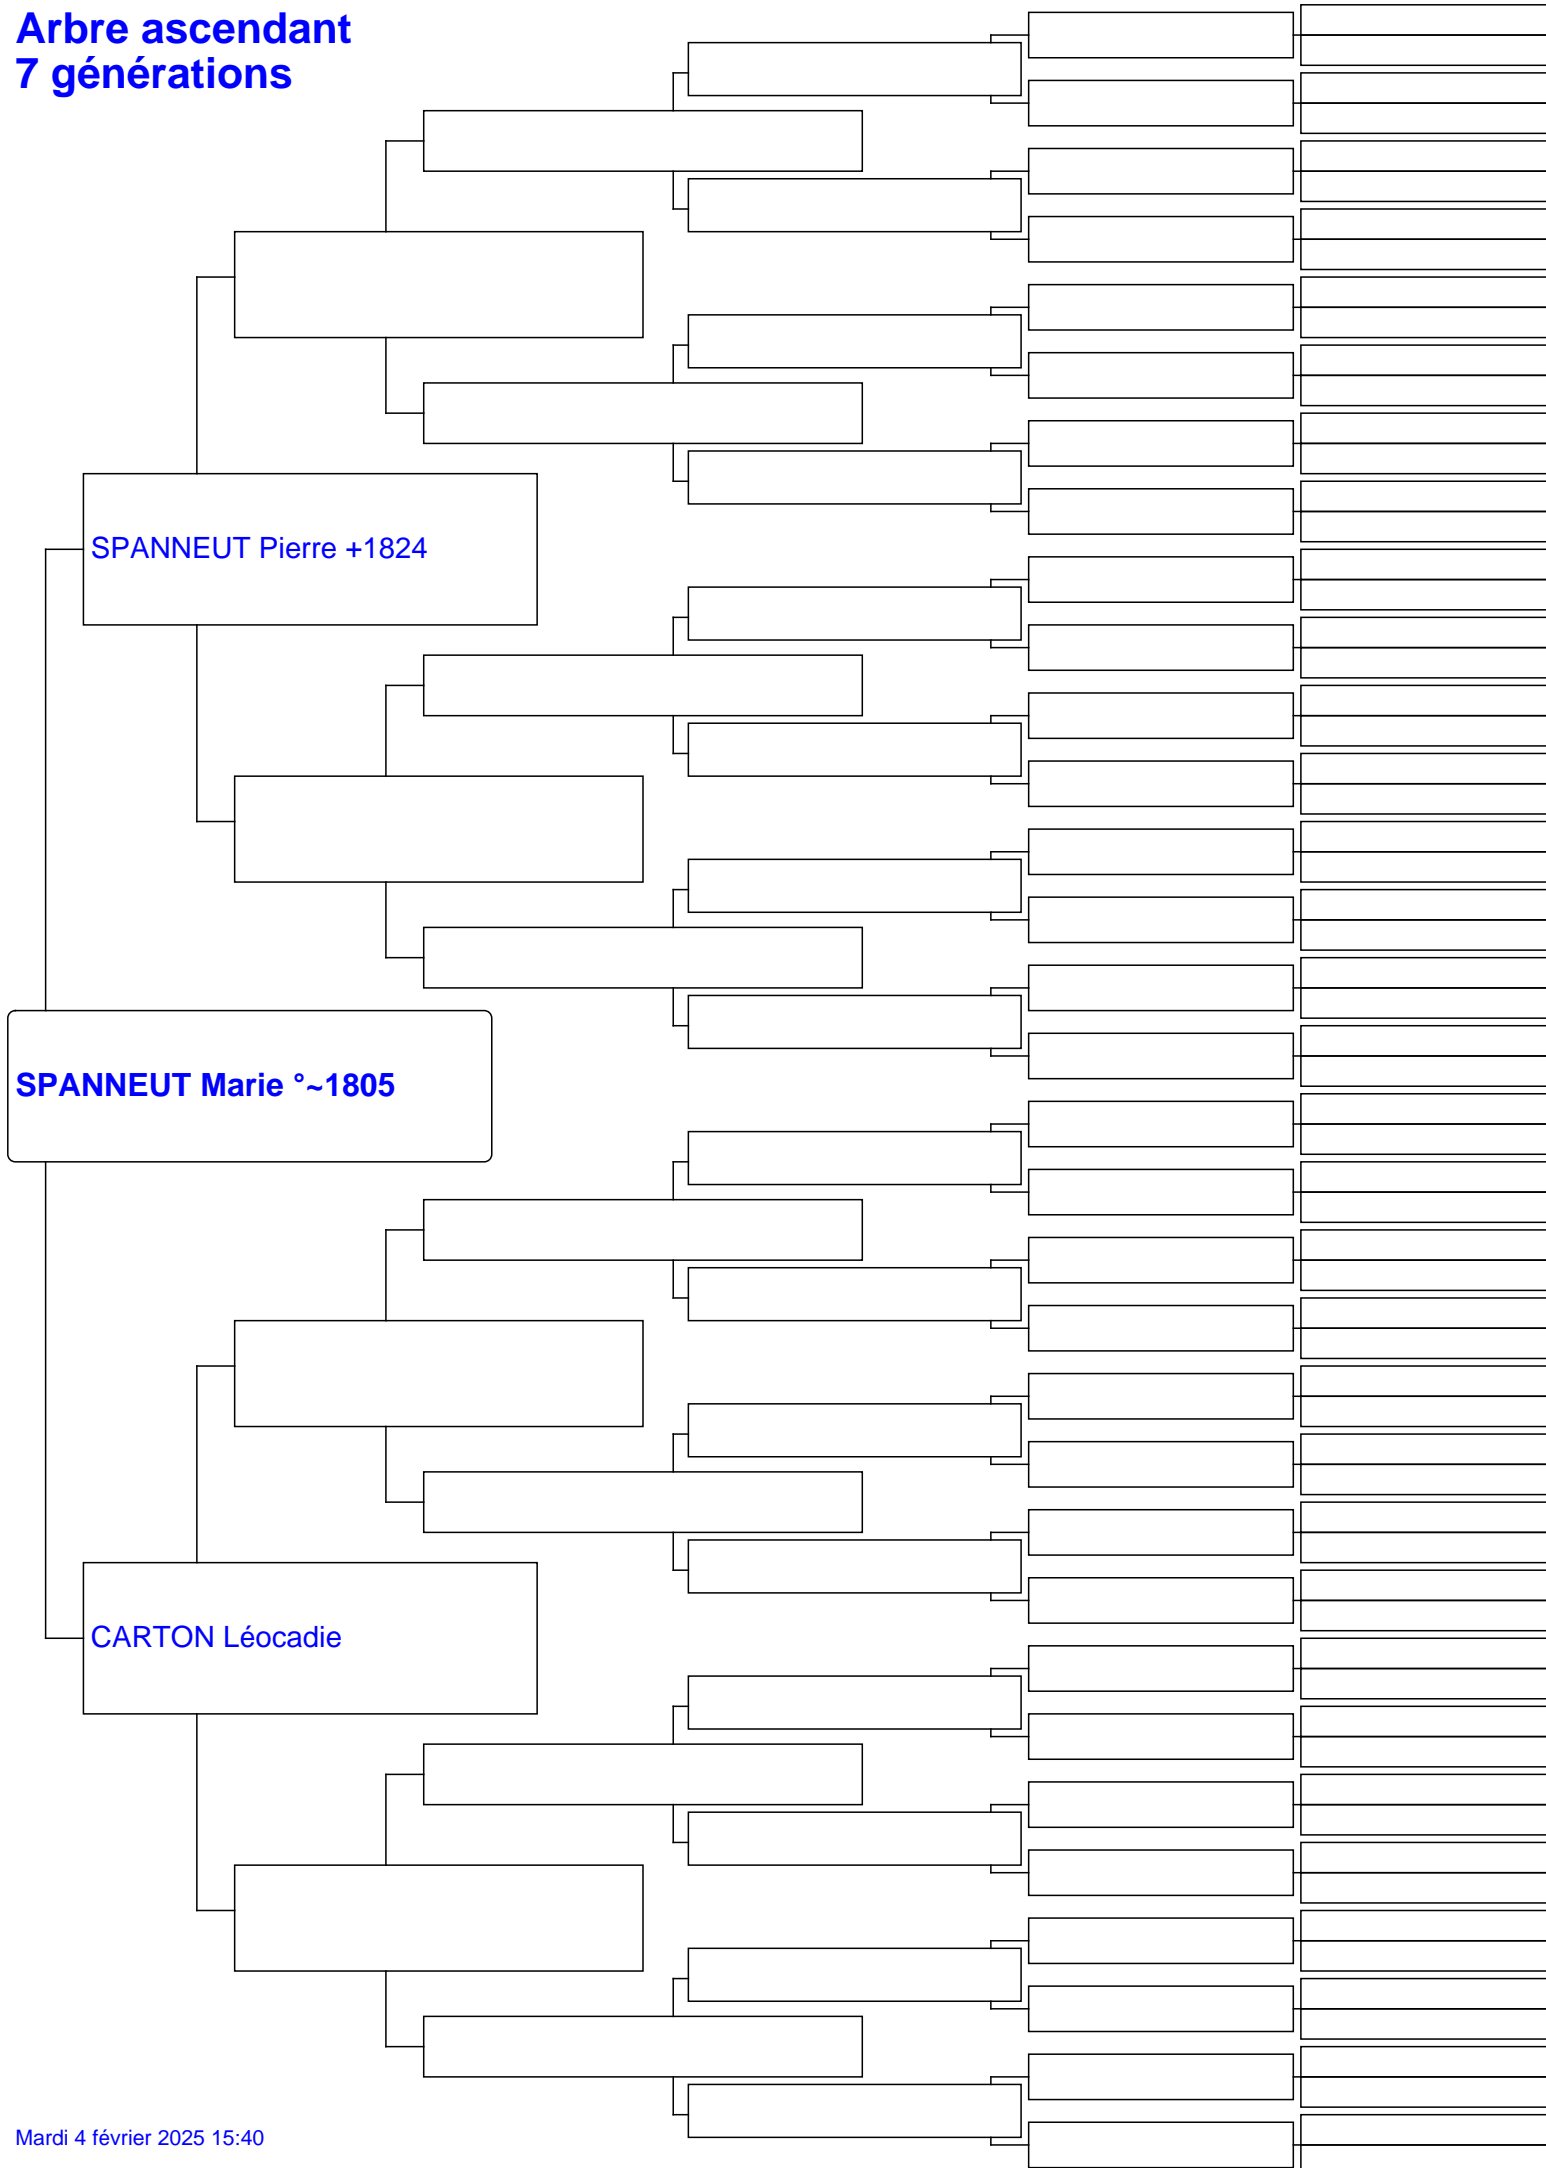 Arbre ascendant
7 générations
SPANNEUT Pierre +1824
SPANNEUT Marie °~1805
CARTON Léocadie
Mardi 4 février 2025 15:40